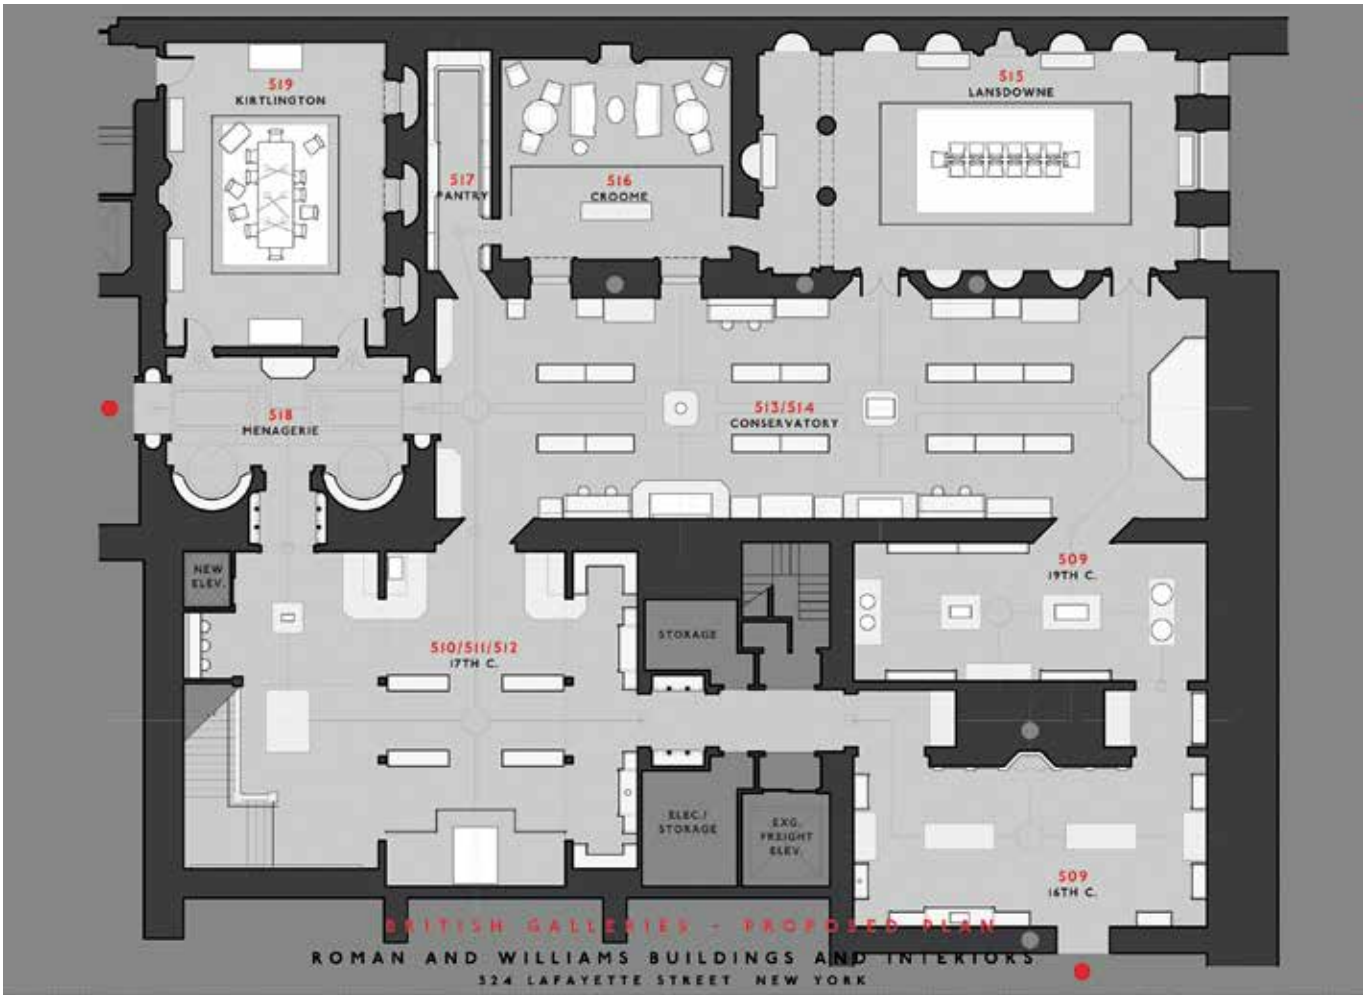 519
KIRTLINGTON
517
PANTRY
516
CROOME
515
LANSDOWNE
518
MENAGERIE
513/514
CONSERVATORY
NEW
ELEV.
510/511/512
17TH C.
STORAGE
509
19TH C.
ELEC./
STORAGE
EXG.
FREIGHT
ELEV.
509
16TH C.
BRITISH GALLERIES - PROPOSED PLAN
ROMAN AND WILLIAMS BUILDINGS AND INTERIORS
324 LAFAYETTE STREET NEW YORK